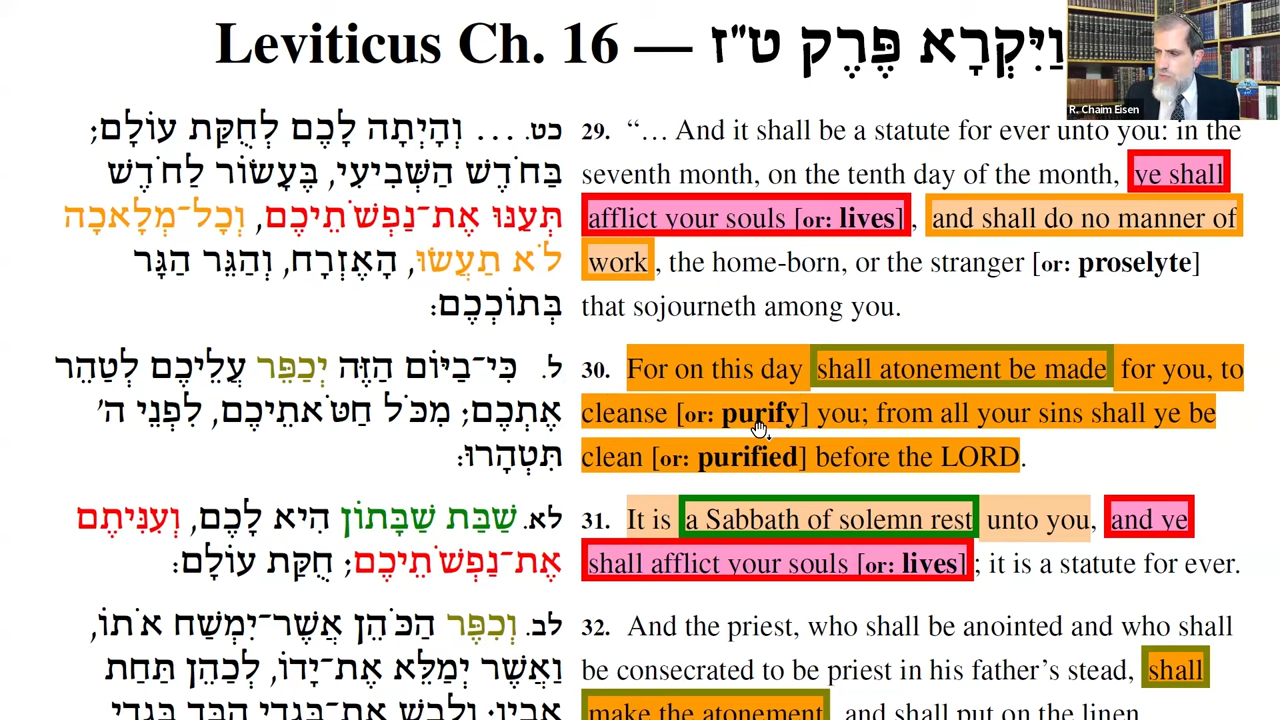 Leviticus Ch. 16 — וַיִּקְרָא פֶּרֶק ט"ז
R. Chaim Eisen
כט. ... וְהָיְתָה לָכֶם לְחֻקַּת עוֹלָם;
בַּחֹדֶשׁ הַשְּׁבִיעִי, בֶּעָשׂוֹר לַחֹדֶשׁ
תְּעַנּוּ אֶת־נַפְשֹׁתֵיכֶם, וְכָל־מְלָאכָה
לֹא תַעֲשׂוּ, הָאֶזְרָח, וְהַגֵּר הַגָּר
בְּתוֹכְכֶם:
29. “… And it shall be a statute for ever unto you: in the
seventh month, on the tenth day of the month, ye shall
afflict your souls [or: lives], and shall do no manner of
work, the home-born, or the stranger [or: proselyte]
that sojourneth among you.
ל. כִּי־בַיּוֹם הַזֶּה יְכַפֵּר עֲלֵיכֶם לְטַהֵר
אֶתְכֶם; מִכֹּל חַטֹּאתֵיכֶם, לִפְנֵי ה'
תִּטְהָרוּ:
30. For on this day shall atonement be made for you, to
cleanse [or: purify] you; from all your sins shall ye be
clean [or: purified] before the LORD.
לא. שַׁבַּת שַׁבָּתוֹן הִיא לָכֶם, וְעִנִּיתֶם
אֶת־נַפְשֹׁתֵיכֶם; חֻקַּת עוֹלָם:
31. It is a Sabbath of solemn rest unto you, and ye
shall afflict your souls [or: lives]; it is a statute for ever.
לב. וְכִפֶּר הַכֹּהֵן אֲשֶׁר־יִמְשַׁח אֹתוֹ,
וַאֲשֶׁר יְמַלֵּא אֶת־יָדוֹ, לְכַהֵן תַּחַת
אָבִיו; וְלָבַשׁ אֶת־בִּגְדֵי הַבָּד בִּגְדֵי
32. And the priest, who shall be anointed and who shall
be consecrated to be priest in his father’s stead, shall
make the atonement, and shall put on the linen